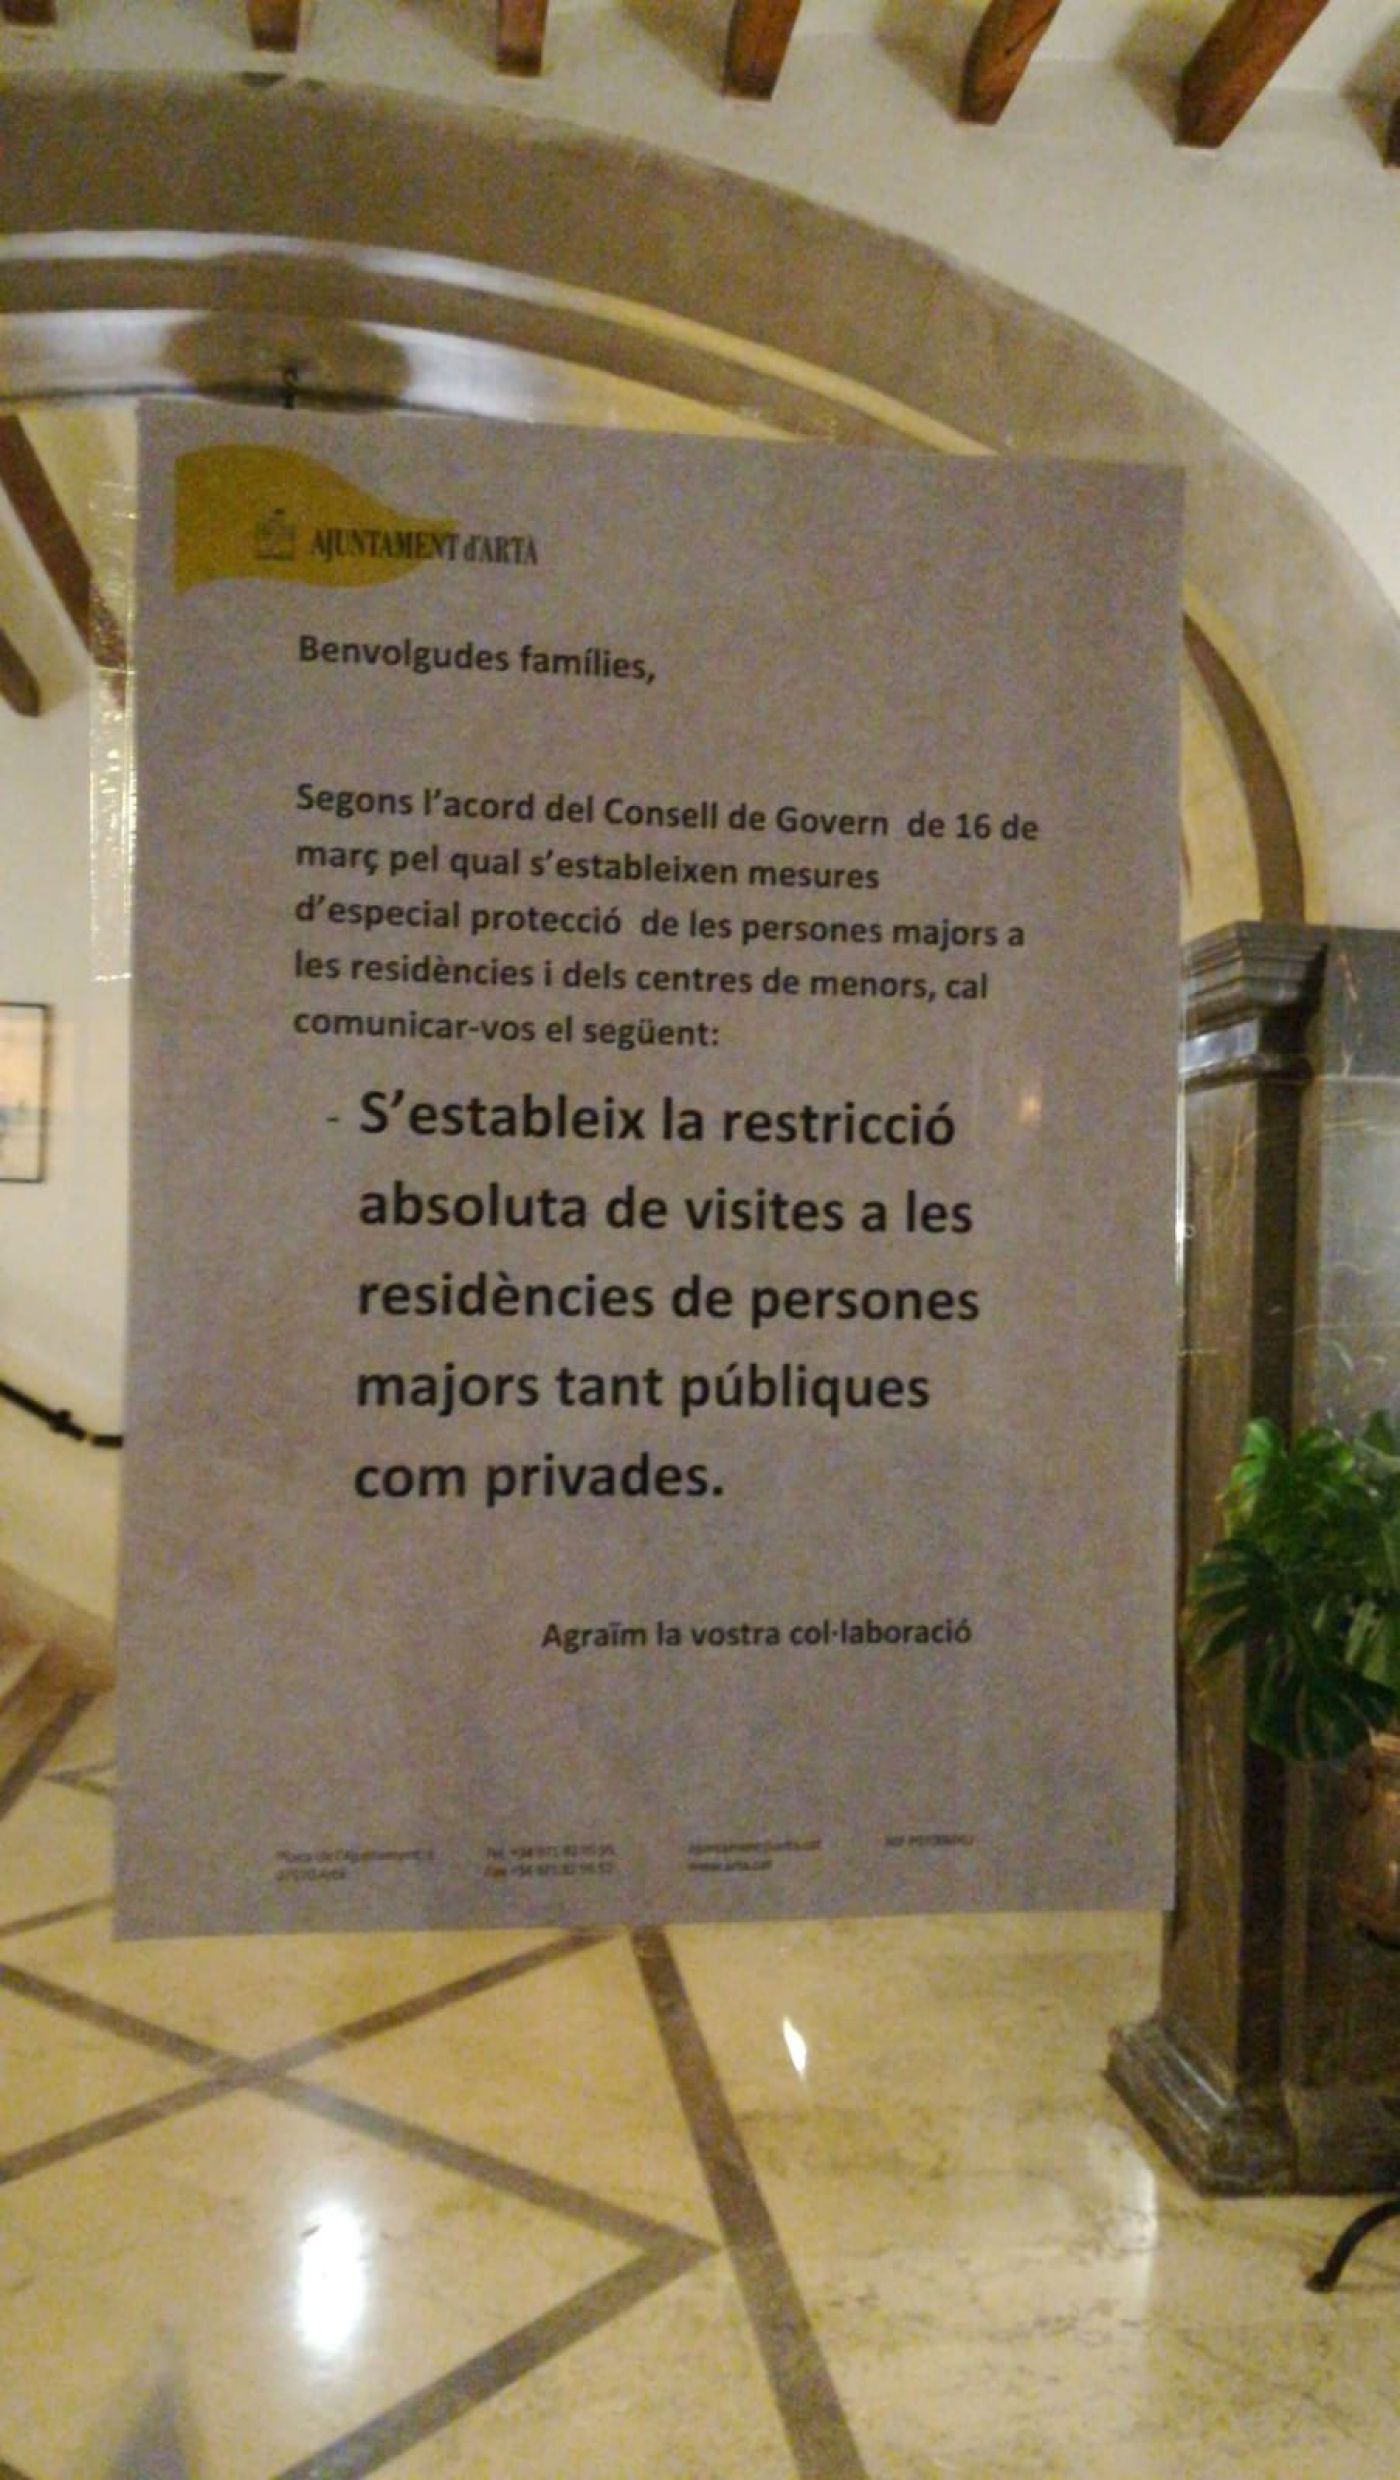 AJUNTAMENT d'ARTÀ
Benvolgudes famílies,
Segons l'acord del Consell de Govern de 16 de
març pel qual s'estableixen mesures
d'especial protecció de les persones majors a
les residències i dels centres de menors, cal
comunicar-vos el següent:
- S'estableix la restricció
absoluta de visites a les
residències de persones
majors tant públiques
com privades.
Agraïm la vostra col·laboració